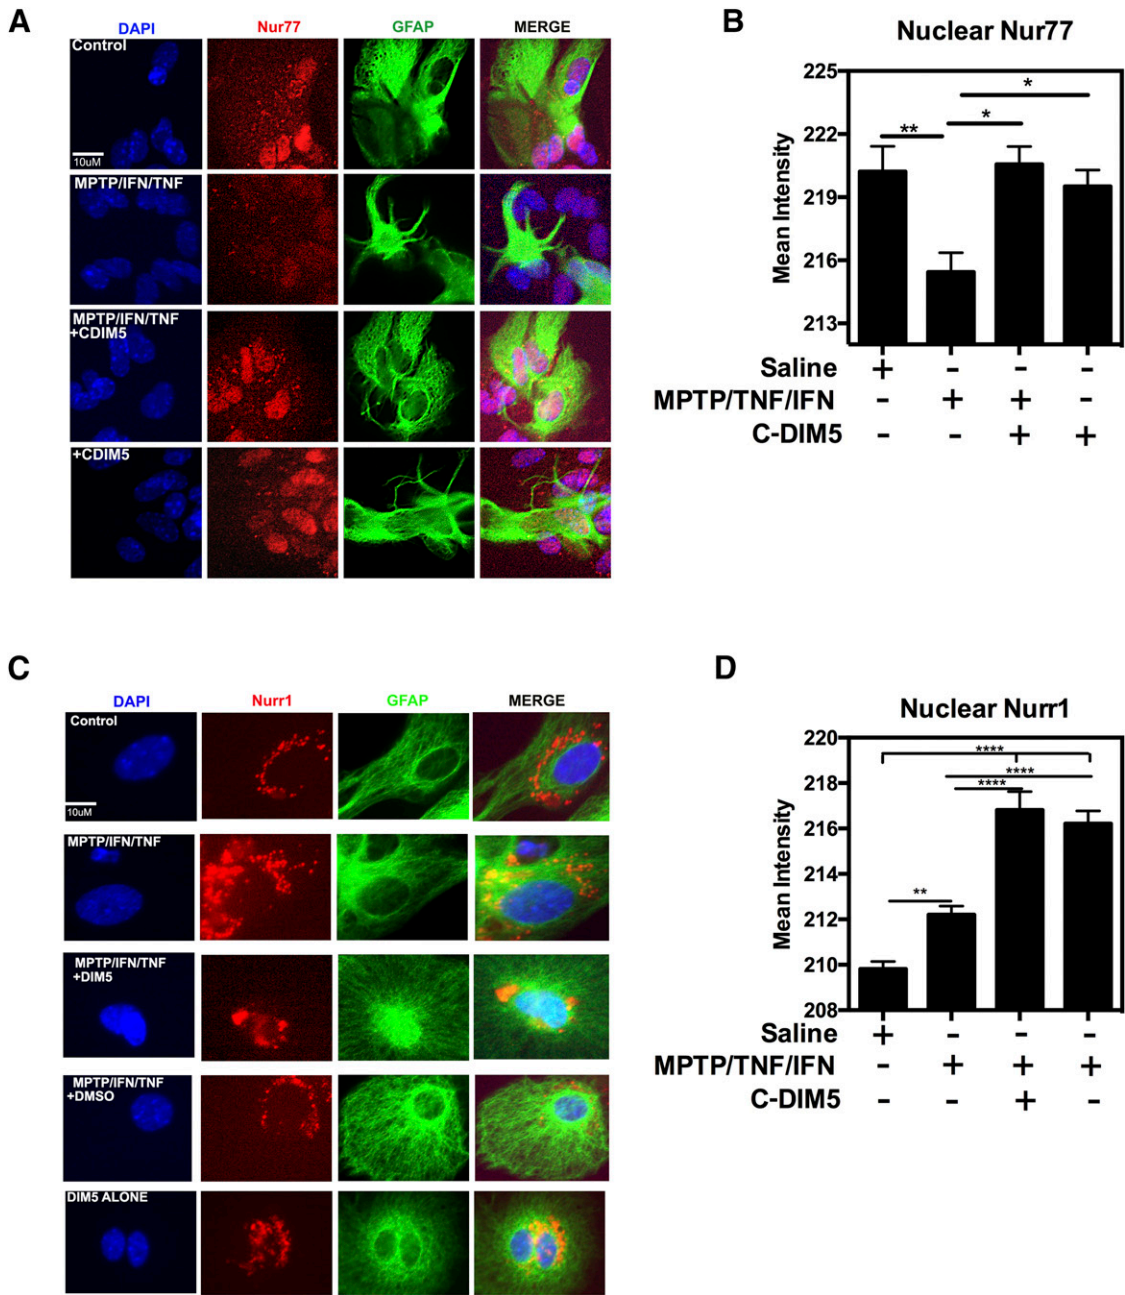 A
DAPI Nur77 GFAP MERGE
Control
10uM
MPTP/IFN/TNF
MPTP/IFN/TNF
+CDIM5
+CDIM5
B
Nuclear Nur77
Mean Intensity
225
222
219
216
213
** * *
Saline + - - -
MPTP/TNF/IFN - + + -
C-DIM5 - - + +
C
DAPI Nurr1 GFAP MERGE
Control
10uM
MPTP/IFN/TNF
MPTP/IFN/TNF
+DIM5
MPTP/IFN/TNF
+DMSO
DIM5 ALONE
D
Nuclear Nurr1
Mean Intensity
220
218
216
214
212
210
208
****
****
****
**
Saline + - - -
MPTP/TNF/IFN - + + +
C-DIM5 - - + -